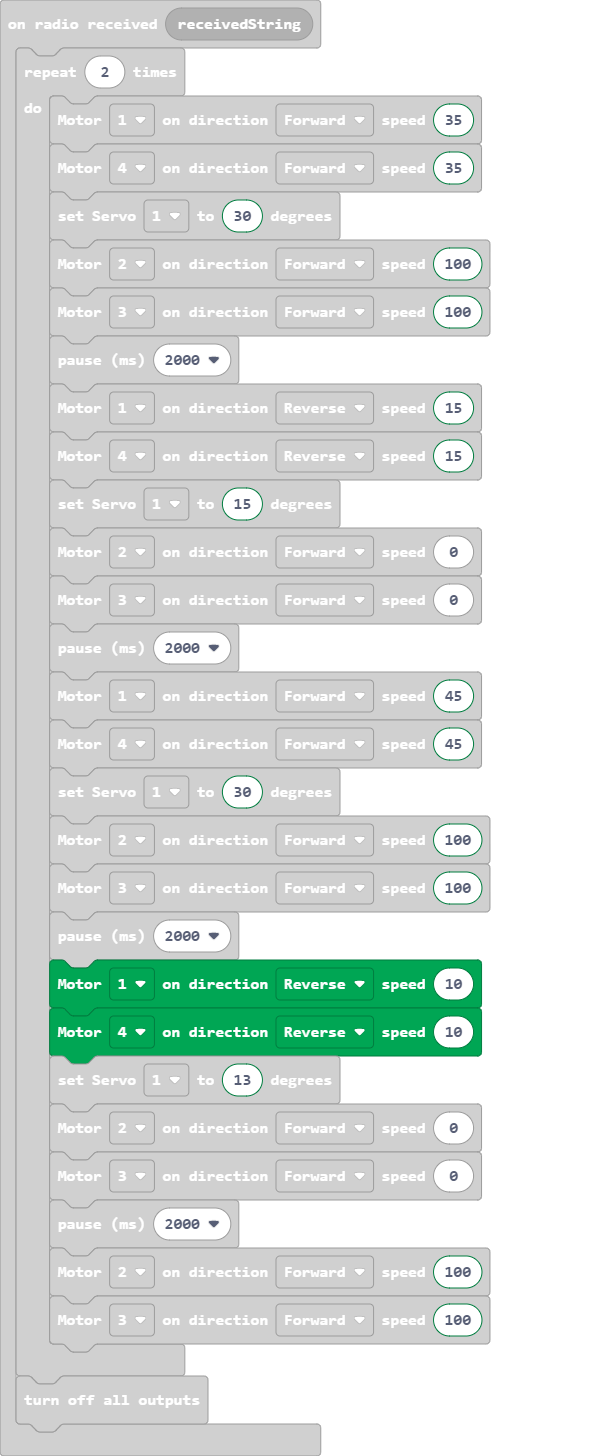 on radio received receivedString
repeat 2 times
do
Motor 1 on direction Forward speed 35
Motor 4 on direction Forward speed 35
set Servo 1 to 30 degrees
Motor 2 on direction Forward speed 100
Motor 3 on direction Forward speed 100
pause (ms) 2000
Motor 1 on direction Reverse speed 15
Motor 4 on direction Reverse speed 15
set Servo 1 to 15 degrees
Motor 2 on direction Forward speed 0
Motor 3 on direction Forward speed 0
pause (ms) 2000
Motor 1 on direction Forward speed 45
Motor 4 on direction Forward speed 45
set Servo 1 to 30 degrees
Motor 2 on direction Forward speed 100
Motor 3 on direction Forward speed 100
pause (ms) 2000
Motor 1 on direction Reverse speed 10
Motor 4 on direction Reverse speed 10
set Servo 1 to 13 degrees
Motor 2 on direction Forward speed 0
Motor 3 on direction Forward speed 0
pause (ms) 2000
Motor 2 on direction Forward speed 100
Motor 3 on direction Forward speed 100
turn off all outputs